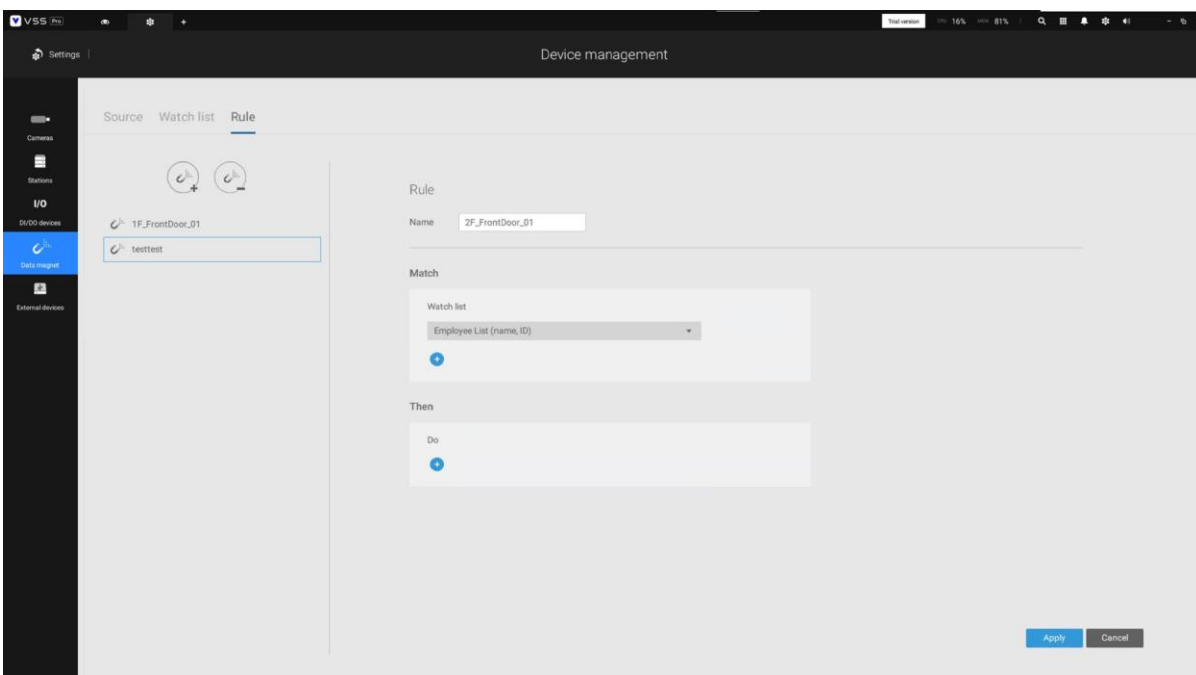 VSS Pro
Trial version CPU 16% MEM 81%
Settings
Device management
Cameras
Stations
I/O
DI/DO devices
Data magnet
External devices
Source Watch list Rule
1F_FrontDoor_01
testtest
Rule
Name 2F_FrontDoor_01
Match
Watch list
Employee List (name, ID)
Then
Do
Apply Cancel